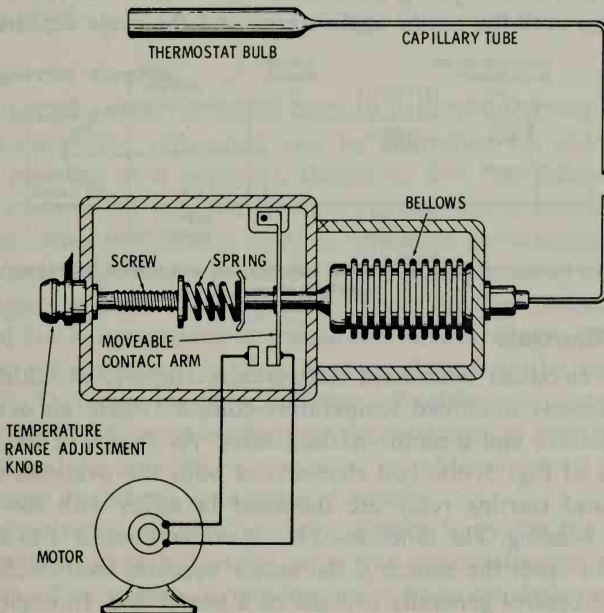 THERMOSTAT BULB
CAPILLARY TUBE
BELLOWS
SCREW
SPRING
MOVEABLE
CONTACT ARM
TEMPERATURE
RANGE ADJUSTMENT
KNOB
MOTOR